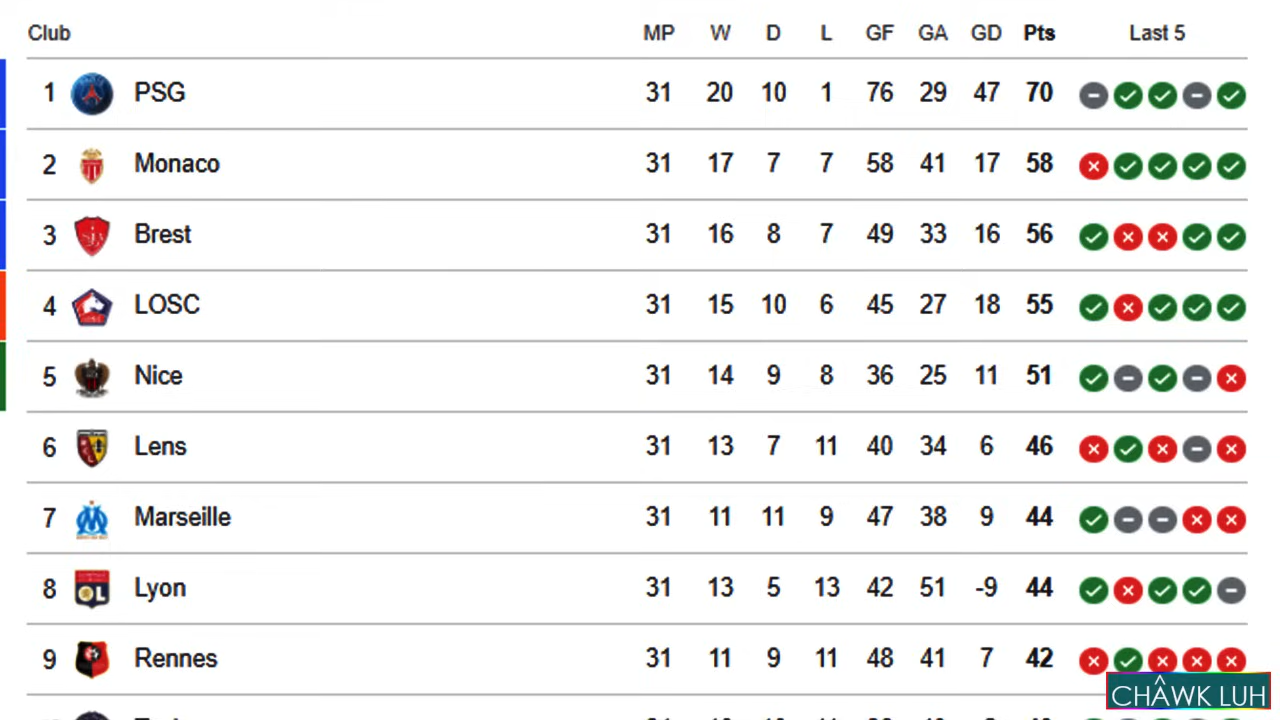 Club MP W D L GF GA GD Pts Last 5
1 PSG 31 20 10 1 76 29 47 70
2 Monaco 31 17 7 7 58 41 17 58
3 Brest 31 16 8 7 49 33 16 56
4 LOSC 31 15 10 6 45 27 18 55
5 Nice 31 14 9 8 36 25 11 51
6 Lens 31 13 7 11 40 34 6 46
7 Marseille 31 11 11 9 47 38 9 44
8 Lyon 31 13 5 13 42 51 -9 44
9 Rennes 31 11 9 11 48 41 7 42
CHÂWK LUH